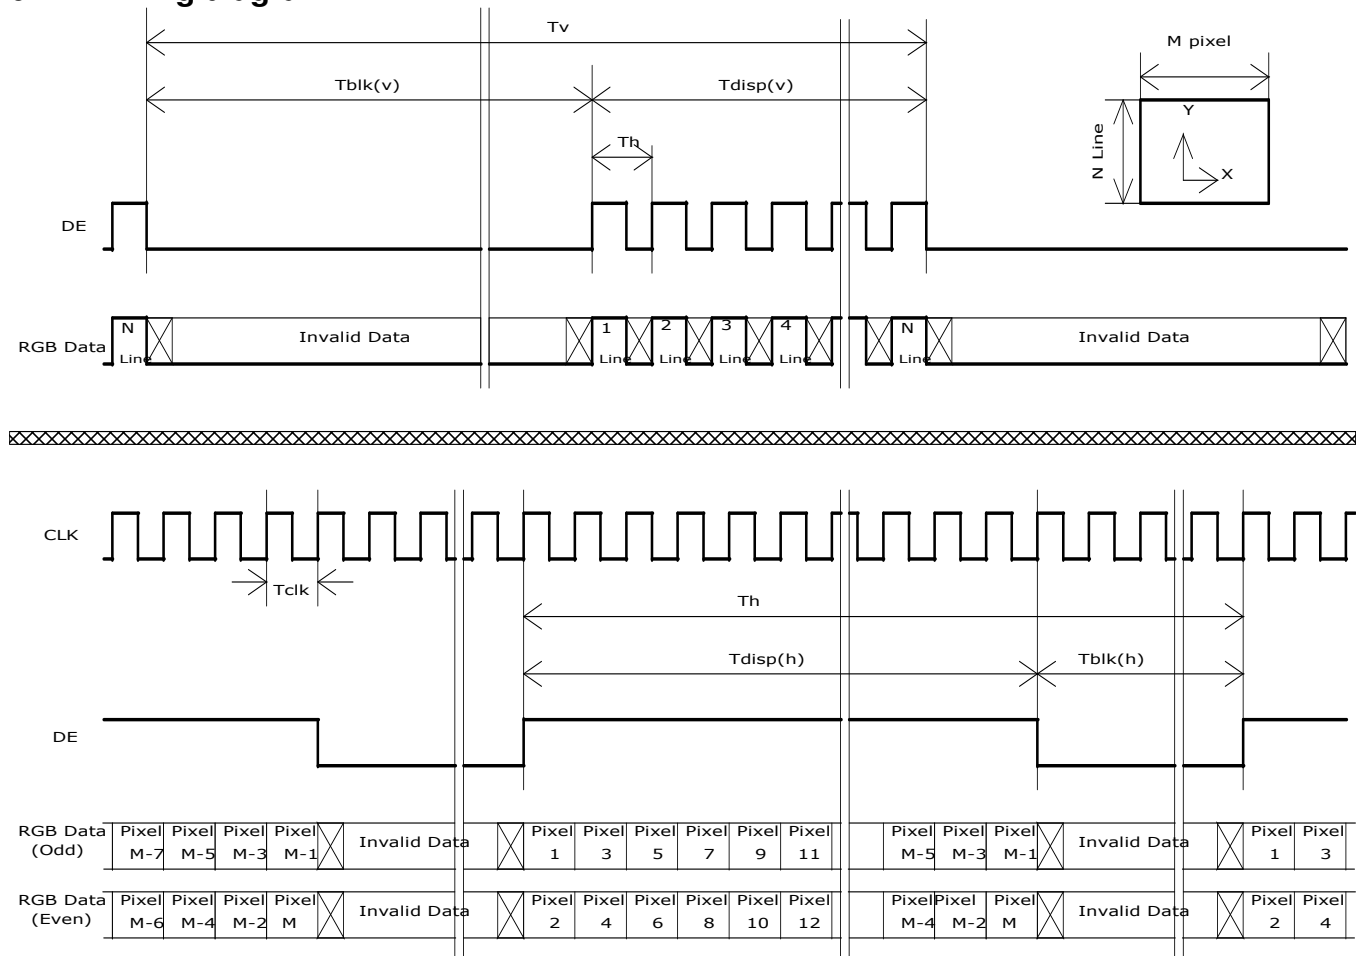 Tv
M pixel
Tblk(v) Tdisp(v)
Th
N Line
Y
X
DE
RGB Data
N Line Invalid Data 1 Line 2 Line 3 Line 4 Line N Line Invalid Data
CLK
Tclk
Th
Tdisp(h) Tblk(h)
DE
RGB Data (Odd)
Pixel M-7 Pixel M-5 Pixel M-3 Pixel M-1 Invalid Data Pixel 1 Pixel 3 Pixel 5 Pixel 7 Pixel 9 Pixel 11 Pixel M-5 Pixel M-3 Pixel M-1 Invalid Data Pixel 1 Pixel 3
RGB Data (Even)
Pixel M-6 Pixel M-4 Pixel M-2 Pixel M Invalid Data Pixel 2 Pixel 4 Pixel 6 Pixel 8 Pixel 10 Pixel 12 Pixel M-4 Pixel M-2 Pixel M Invalid Data Pixel 2 Pixel 4